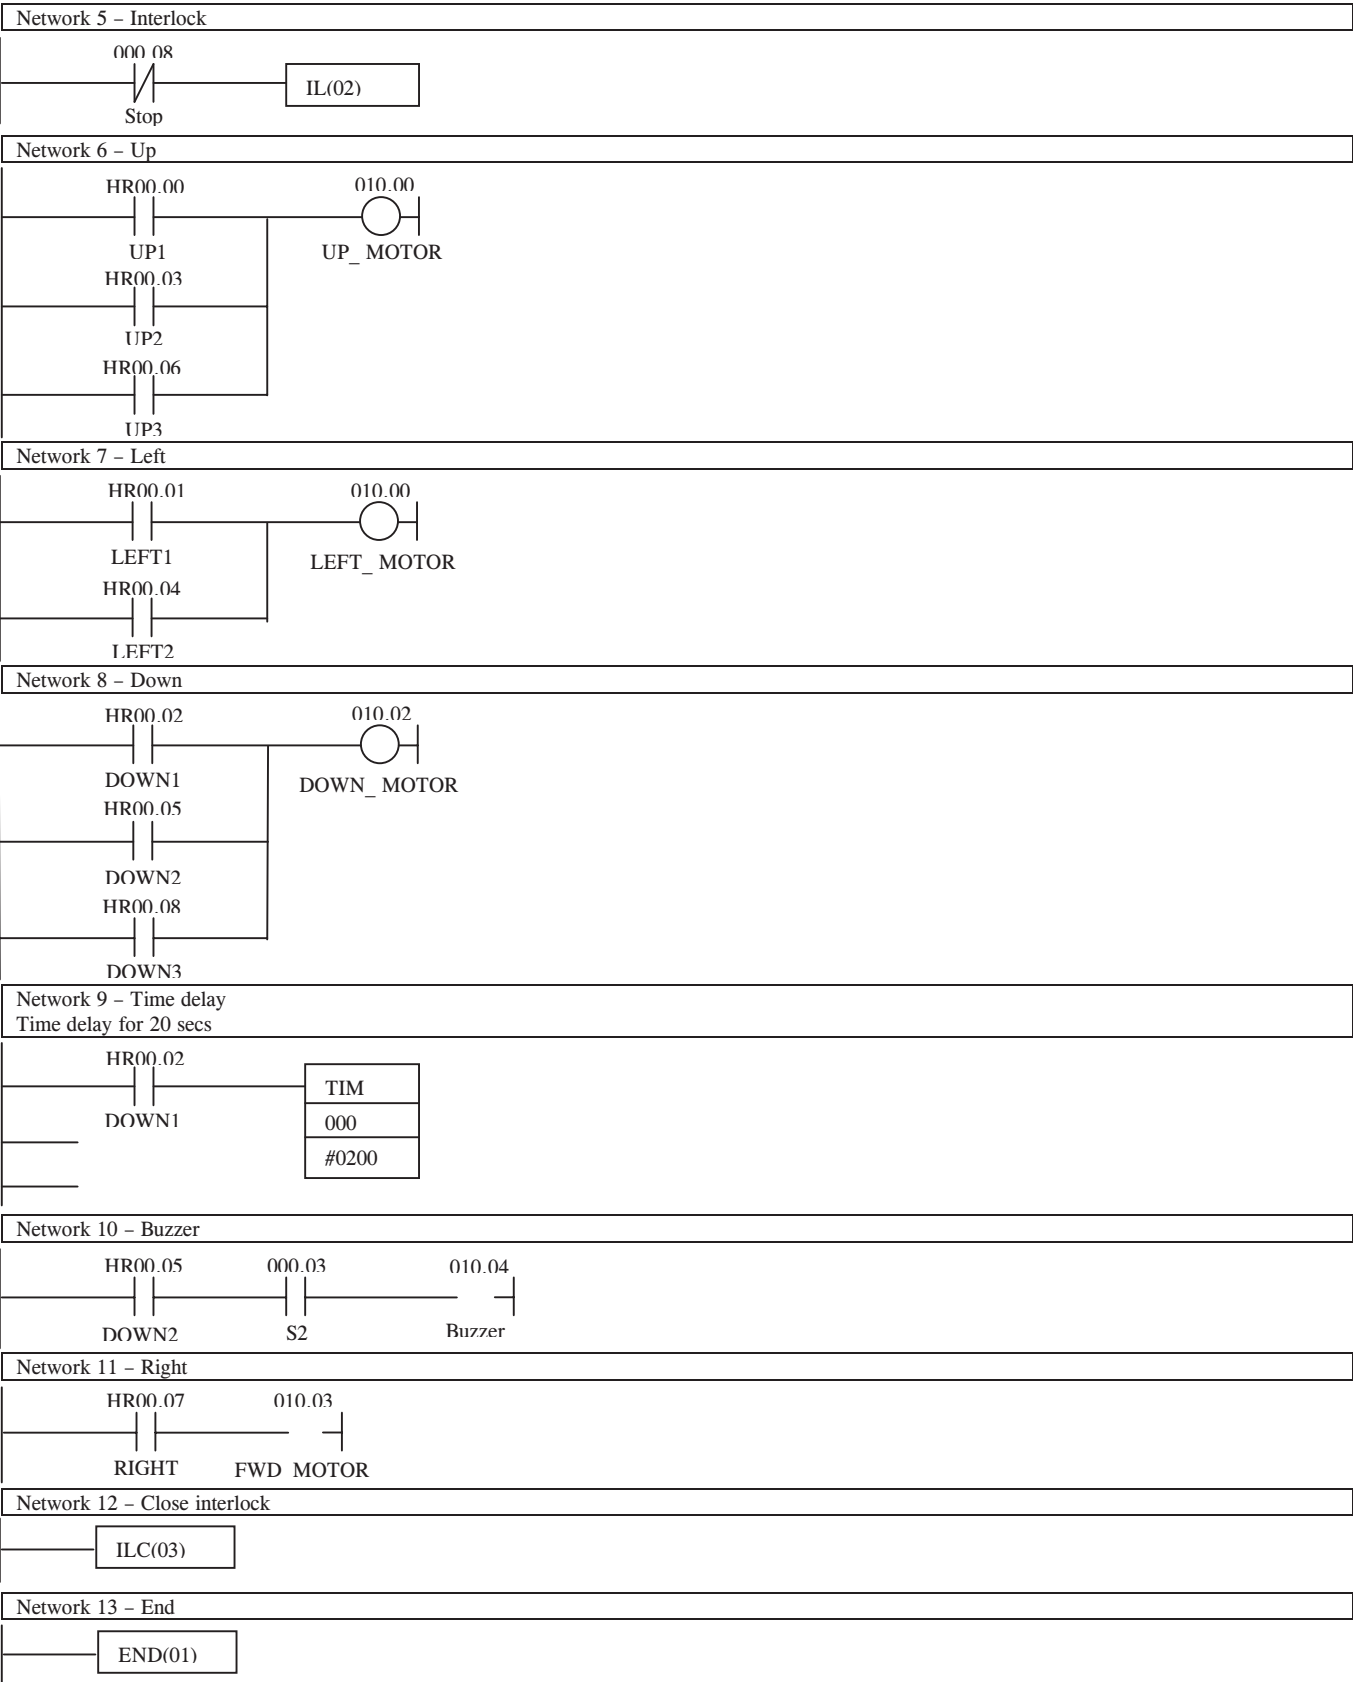 Network 5 – Interlock
000.08
IL(02)
Stop
Network 6 – Up
HR00.00 010.00
UP1 UP_ MOTOR
HR00.03
UP2
HR00.06
UP3
Network 7 – Left
HR00.01 010.00
LEFT1 LEFT_ MOTOR
HR00.04
LEFT2
Network 8 – Down
HR00.02 010.02
DOWN1 DOWN_ MOTOR
HR00.05
DOWN2
HR00.08
DOWN3
Network 9 – Time delay
Time delay for 20 secs
HR00.02
TIM
DOWN1 000
#0200
Network 10 – Buzzer
HR00.05 000.03 010.04
DOWN2 S2 Buzzer
Network 11 – Right
HR00.07 010.03
RIGHT FWD MOTOR
Network 12 – Close interlock
ILC(03)
Network 13 – End
END(01)